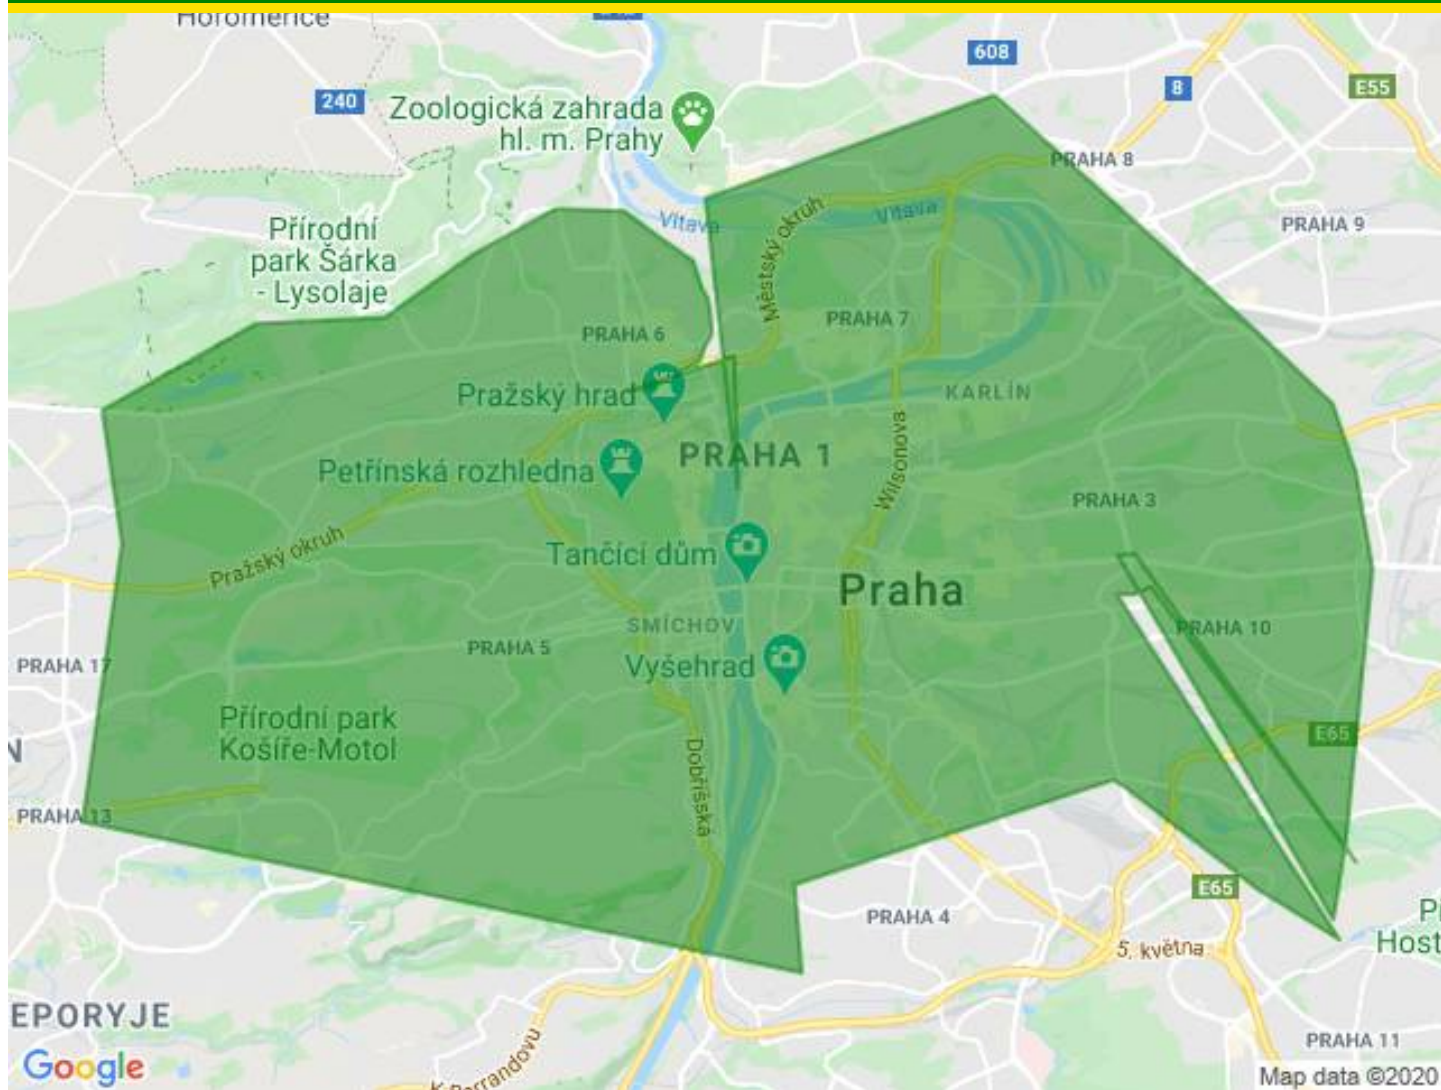 Horoměřice
608
8
E55
240
Zoologická zahrada
hl. m. Prahy
PRAHA 8
Vltava
Městský okruh
Vltava
PRAHA 9
Přírodní
park Šárka
- Lysolaje
PRAHA 6
PRAHA 7
Pražský hrad
KARLÍN
PRAHA 1
Wilsonova
Petřínská rozhledna
PRAHA 3
Pražský okruh
Tančící dům
Praha
SMÍCHOV
PRAHA 10
PRAHA 5
PRAHA 17
Vyšehrad
Přírodní park
Košíře-Motol
N
E65
Dobříšská
PRAHA 13
E65
PRAHA 4
Host
5. května
EPORYJE
PRAHA 11
Google
K Barrandovu
Map data ©2020